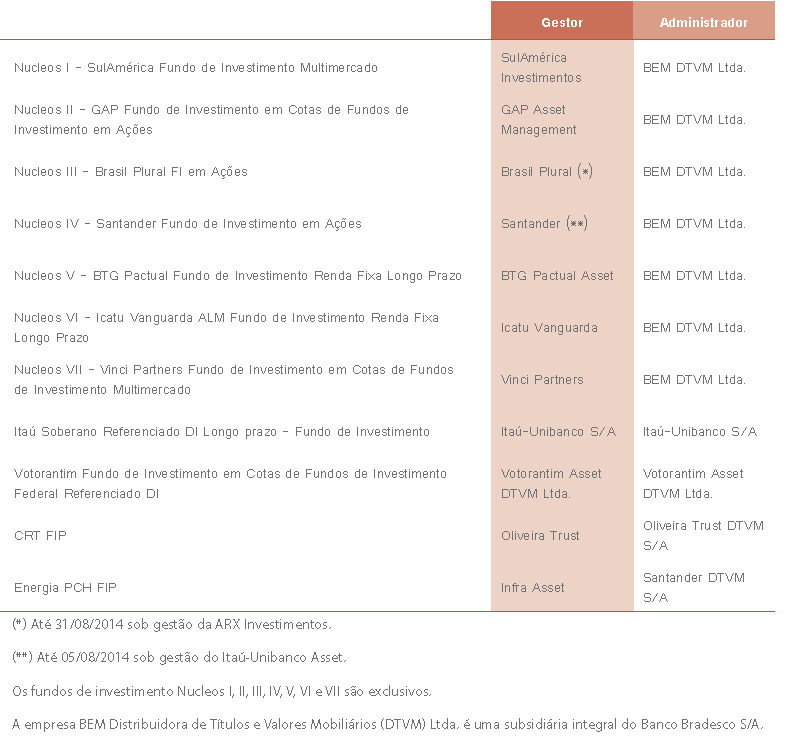 Gestor Administrador
Nucleos I - SulAmérica Fundo de Investimento Multimercado
SulAmérica
Investimentos
BEM DTVM Ltda.
Nucleos II - GAP Fundo de Investimento em Cotas de Fundos de
Investimento em Ações
GAP Asset
Management
BEM DTVM Ltda.
Nucleos III - Brasil Plural FI em Ações
Brasil Plural (*)
BEM DTVM Ltda.
Nucleos IV - Santander Fundo de Investimento em Ações
Santander (**)
BEM DTVM Ltda.
Nucleos V - BTG Pactual Fundo de Investimento Renda Fixa Longo Prazo
BTG Pactual Asset
BEM DTVM Ltda.
Nucleos VI - Icatu Vanguarda ALM Fundo de Investimento Renda Fixa
Longo Prazo
Icatu Vanguarda
BEM DTVM Ltda.
Nucleos VII - Vinci Partners Fundo de Investimento em Cotas de Fundos
de Investimento Multimercado
Vinci Partners
BEM DTVM Ltda.
Itaú Soberano Referenciado DI Longo prazo - Fundo de Investimento
Itaú-Unibanco S/A
Itaú-Unibanco S/A
Votorantim Fundo de Investimento em Cotas de Fundos de Investimento
Federal Referenciado DI
Votorantim Asset
DTVM Ltda.
Votorantim Asset
DTVM Ltda.
CRT FIP
Oliveira Trust
Oliveira Trust DTVM
S/A
Energia PCH FIP
Infra Asset
Santander DTVM
S/A
(*) Até 31/08/2014 sob gestão da ARX Investimentos.
(**) Até 05/08/2014 sob gestão do Itaú-Unibanco Asset.
Os fundos de investimento Nucleos I, II, III, IV, V, VI e VII são exclusivos.
A empresa BEM Distribuidora de Títulos e Valores Mobiliários (DTVM) Ltda. é uma subsidiária integral do Banco Bradesco S/A.